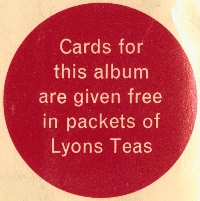 Cards for
this album
are given free
in packets of
Lyons Teas